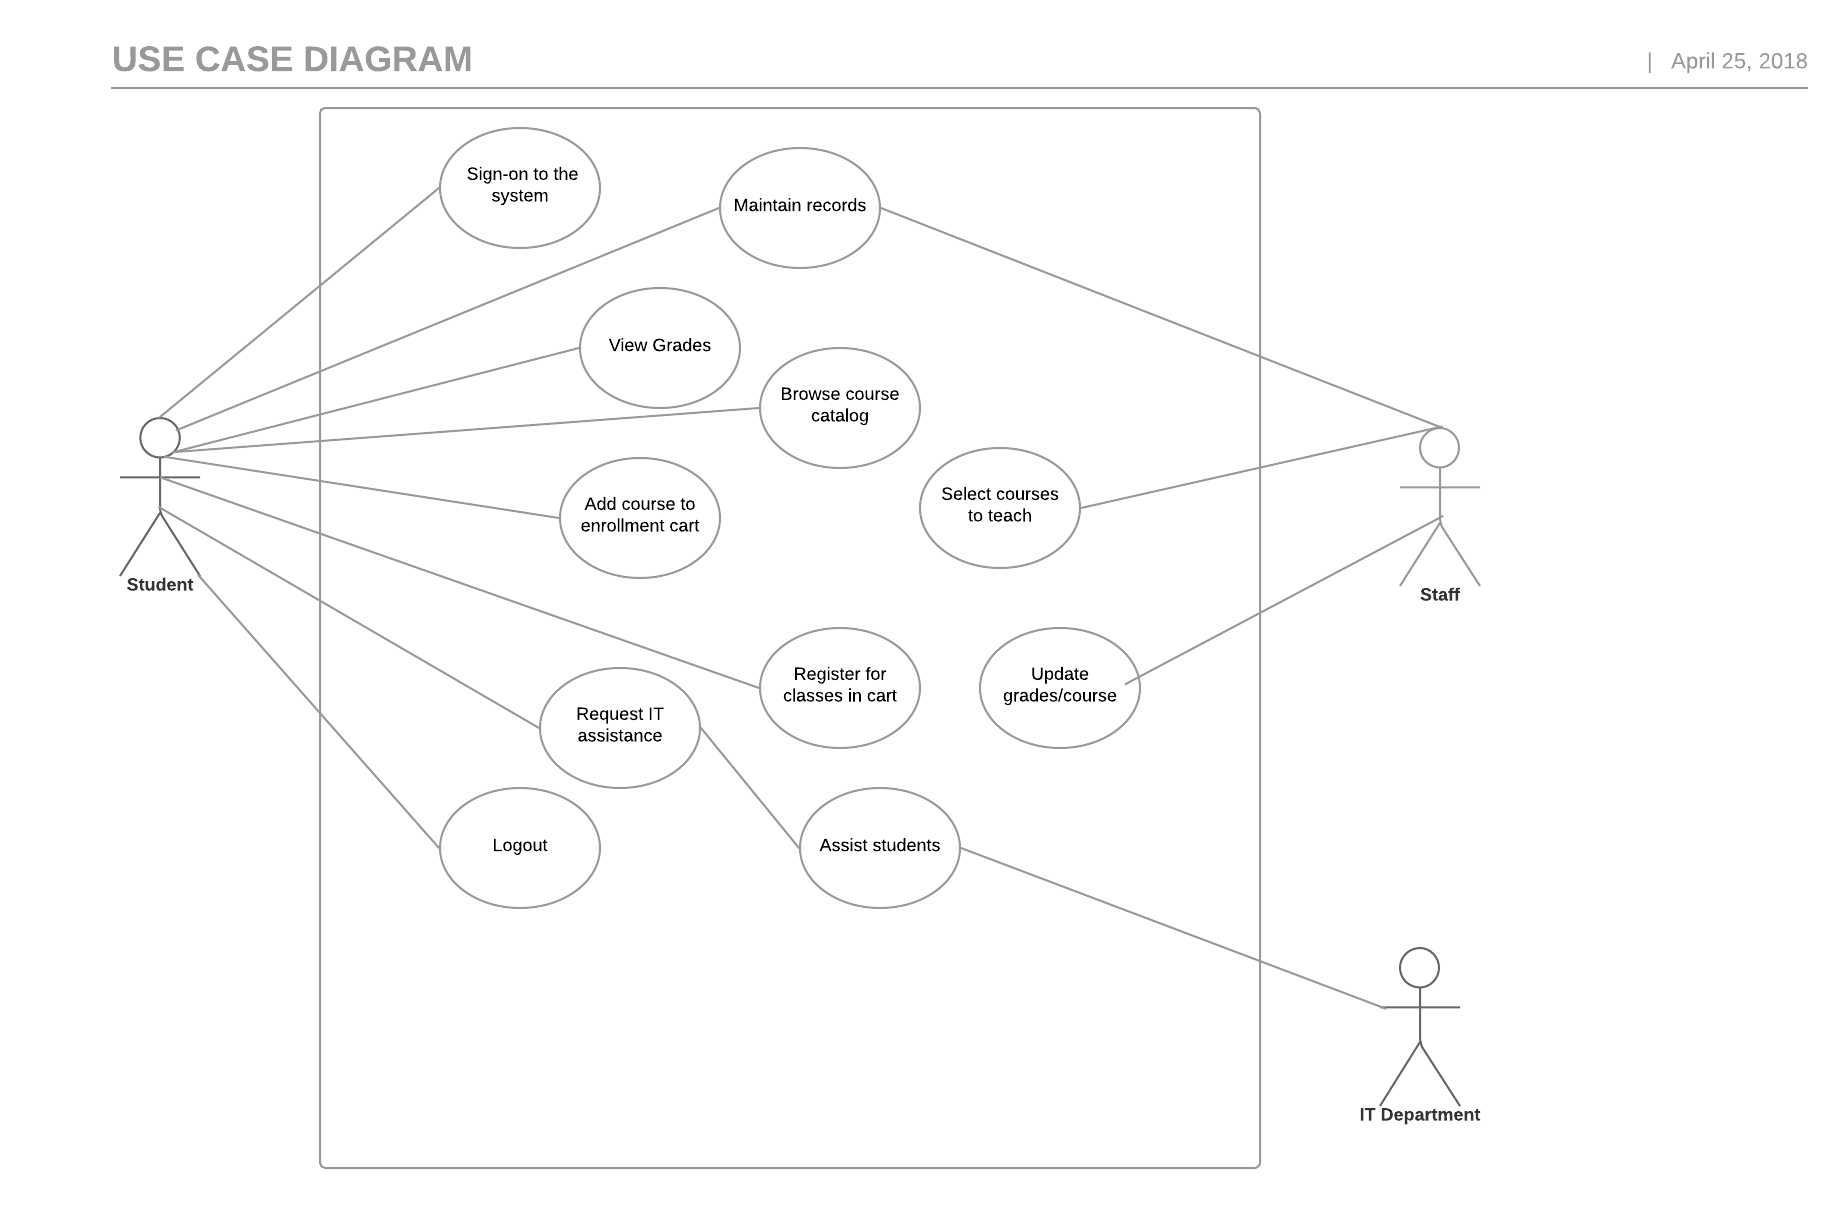 USE CASE DIAGRAM
| April 25, 2018
Sign-on to the
system
Maintain records
View Grades
Browse course
catalog
Select courses
to teach
Add course to
enrollment cart
Student
Staff
Register for
classes in cart
Update
grades/course
Request IT
assistance
Logout
Assist students
IT Department